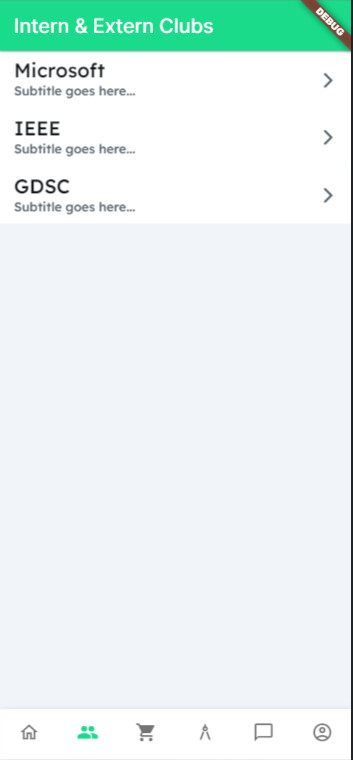 Intern & Extern Clubs
DEBUG
Microsoft
Subtitle goes here...
IEEE
Subtitle goes here...
GDSC
Subtitle goes here...